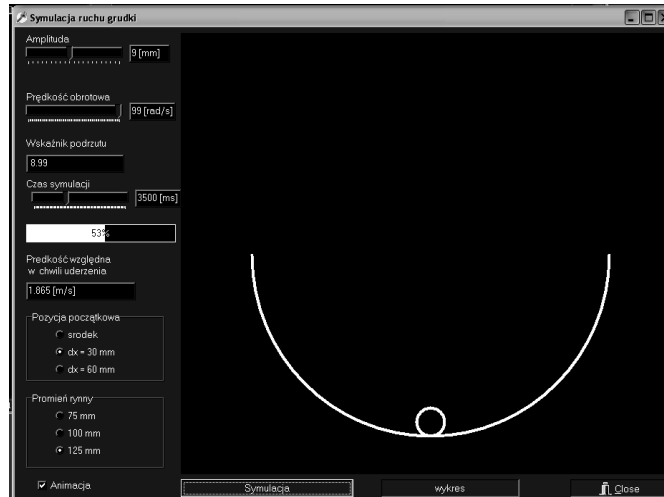 Symulacja ruchu grudki
Amplituda
9 [mm]
Prędkość obrotowa
99 [rad/s]
Wskaźnik podrzutu
8.99
Czas symulacji
3500 [ms]
53%
Predkość względna
w chwili uderzenia
1.865 [m/s]
Pozycja początkowa
srodek
dx = 30 mm
dx = 60 mm
Promień rynny
75 mm
100 mm
125 mm
Animacja
Symulacja
wykres
Close